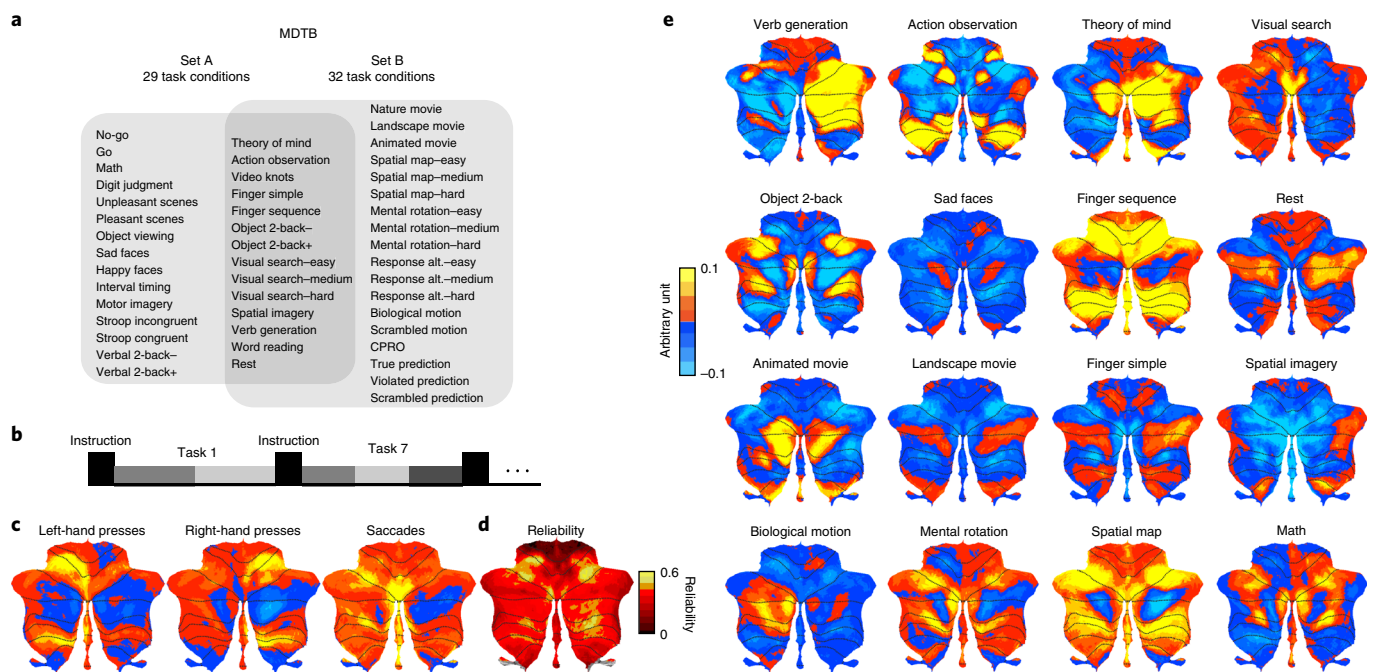 a
MDTB
Set A
29 task conditions
Set B
32 task conditions
No-go
Go
Math
Digit judgment
Unpleasant scenes
Pleasant scenes
Object viewing
Sad faces
Happy faces
Interval timing
Motor imagery
Stroop incongruent
Stroop congruent
Verbal 2-back–
Verbal 2-back+
Theory of mind
Action observation
Video knots
Finger simple
Finger sequence
Object 2-back–
Object 2-back+
Visual search–easy
Visual search–medium
Visual search–hard
Spatial imagery
Verb generation
Word reading
Rest
Nature movie
Landscape movie
Animated movie
Spatial map–easy
Spatial map–medium
Spatial map–hard
Mental rotation–easy
Mental rotation–medium
Mental rotation–hard
Response alt.–easy
Response alt.–medium
Response alt.–hard
Biological motion
Scrambled motion
CPRO
True prediction
Violated prediction
Scrambled prediction
b
Instruction
Task 1
Instruction
Task 7
...
c
Left-hand presses
Right-hand presses
Saccades
d
Reliability
0.6
0
Reliability
e
Verb generation
Action observation
Theory of mind
Visual search
Object 2-back
Sad faces
Finger sequence
Rest
0.1
–0.1
Arbitrary unit
Animated movie
Landscape movie
Finger simple
Spatial imagery
Biological motion
Mental rotation
Spatial map
Math